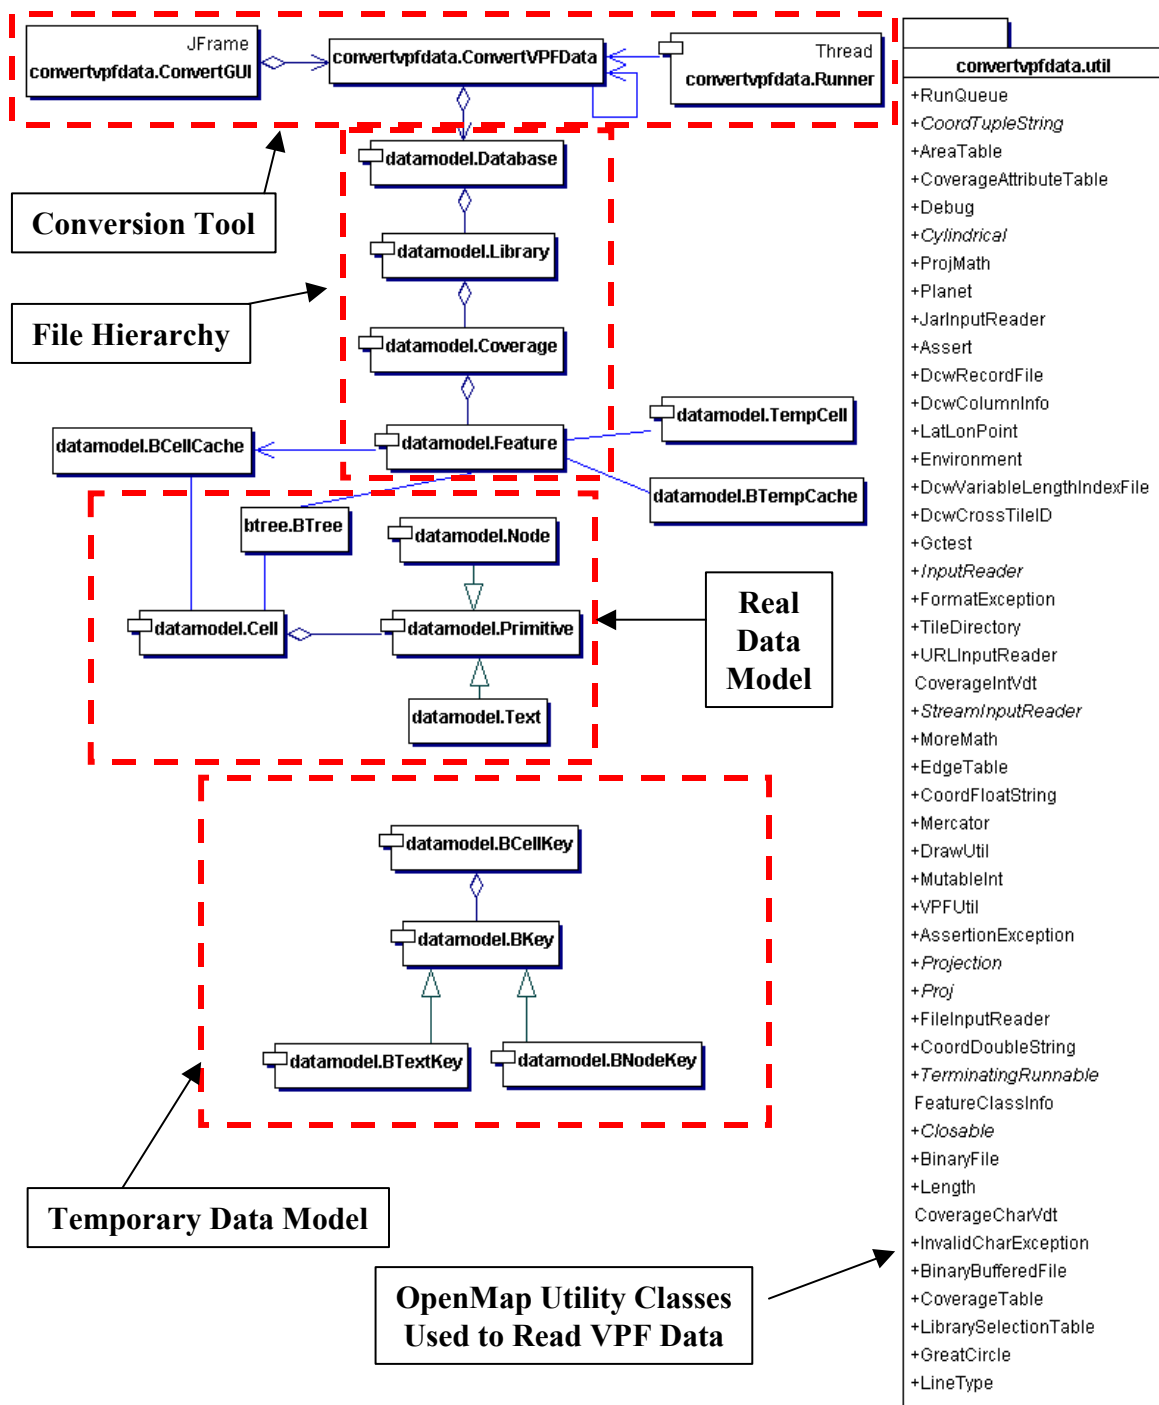 JFrame
convertvpfdata.ConvertGUI
convertvpfdata.ConvertVPFData
Thread
convertvpfdata.Runner
datamodel.Database
Conversion Tool
datamodel.Library
File Hierarchy
datamodel.Coverage
datamodel.TempCell
datamodel.BCellCache
datamodel.Feature
datamodel.BTempCache
btree.BTree
datamodel.Node
datamodel.Cell
datamodel.Primitive
Real
Data
Model
datamodel.Text
datamodel.BCellKey
datamodel.BKey
datamodel.BTextKey
datamodel.BNodeKey
Temporary Data Model
OpenMap Utility Classes
Used to Read VPF Data
convertvpfdata.util
+RunQueue
+CoordTupleString
+AreaTable
+CoverageAttributeTable
+Debug
+Cylindrical
+ProjMath
+Planet
+JarInputReader
+Assert
+DcwRecordFile
+DcwColumnInfo
+LatLonPoint
+Environment
+DcwVariableLengthIndexFile
+DcwCrossTileID
+Gctest
+InputReader
+FormatException
+TileDirectory
+URLInputReader
CoverageIntVdt
+StreamInputReader
+MoreMath
+EdgeTable
+CoordFloatString
+Mercator
+DrawUtil
+MutableInt
+VPFUtil
+AssertionException
+Projection
+Proj
+FileInputReader
+CoordDoubleString
+TerminatingRunnable
FeatureClassInfo
+Closable
+BinaryFile
+Length
CoverageCharVdt
+InvalidCharException
+BinaryBufferedFile
+CoverageTable
+LibrarySelectionTable
+GreatCircle
+LineType